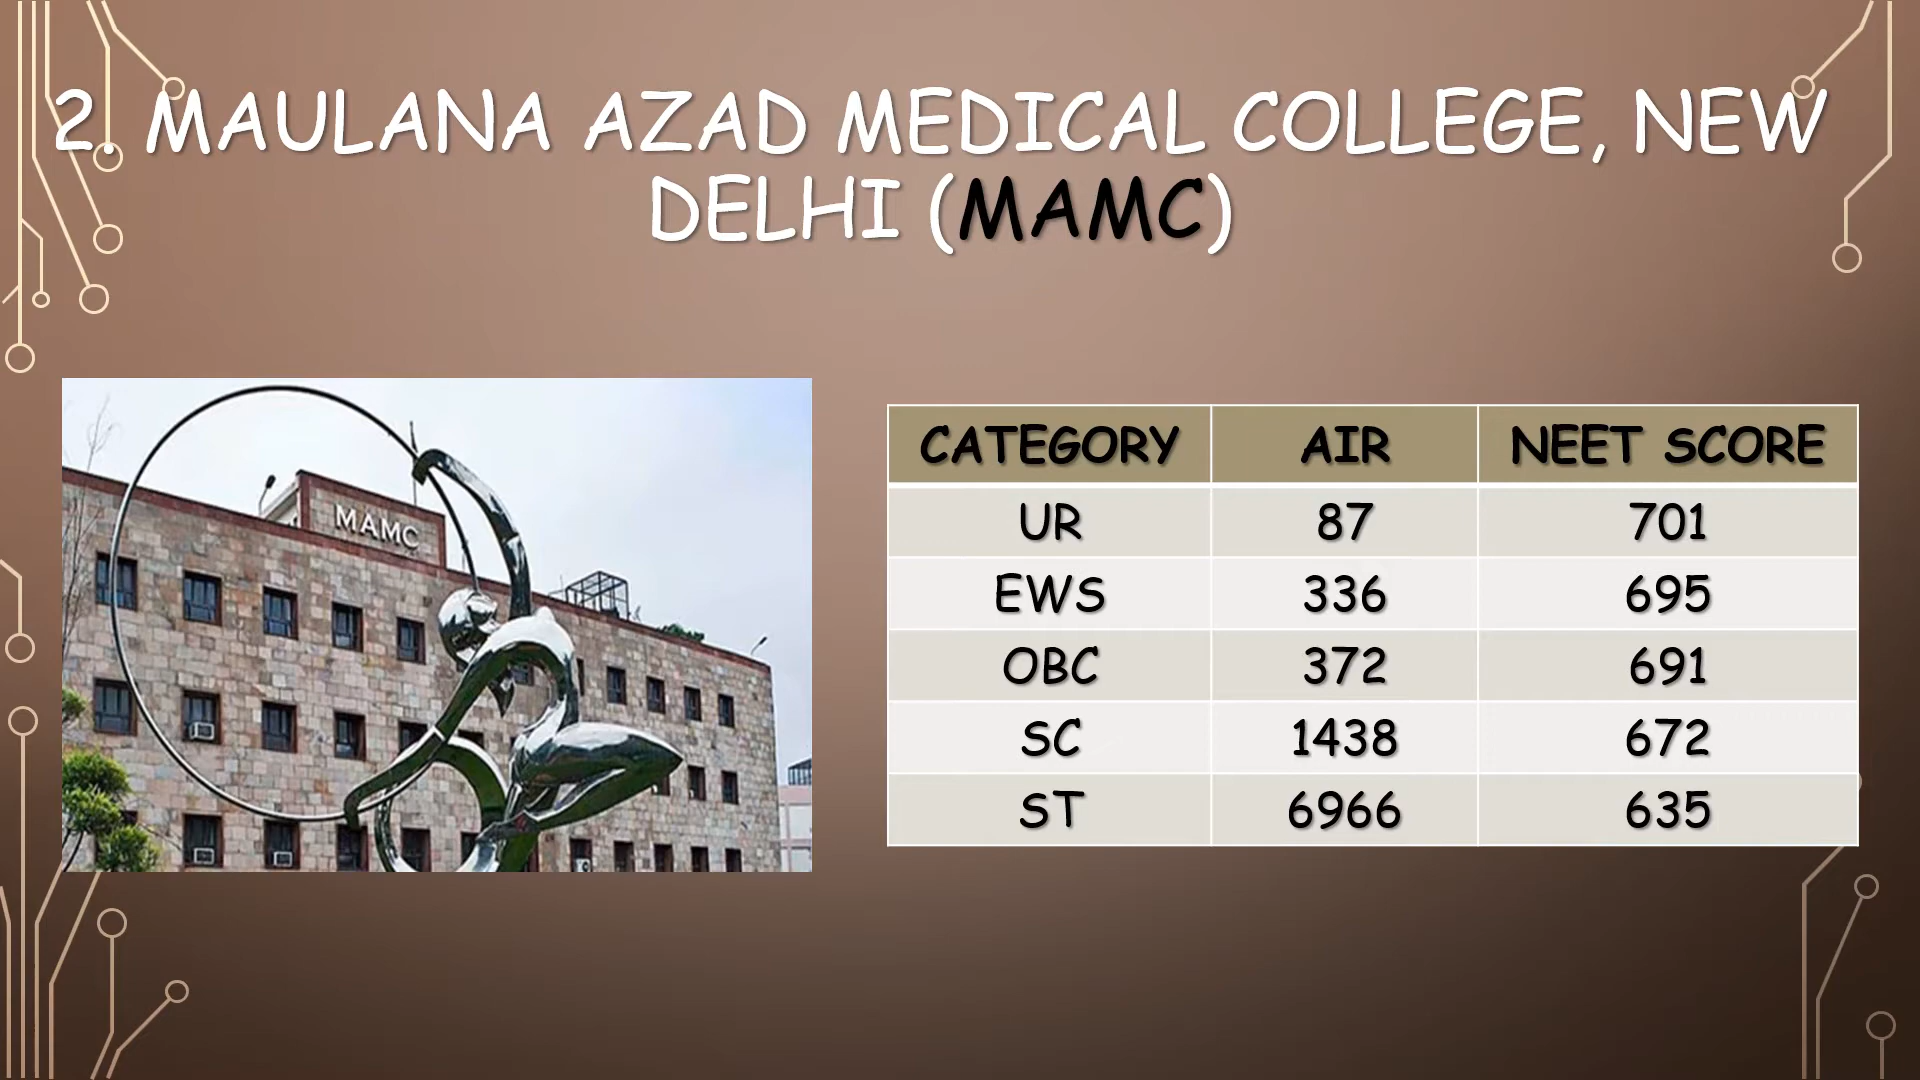 2. MAULANA AZAD MEDICAL COLLEGE, NEW
DELHI (MAMC)
MAMC
CATEGORY AIR NEET SCORE
UR 87 701
EWS 336 695
OBC 372 691
SC 1438 672
ST 6966 635